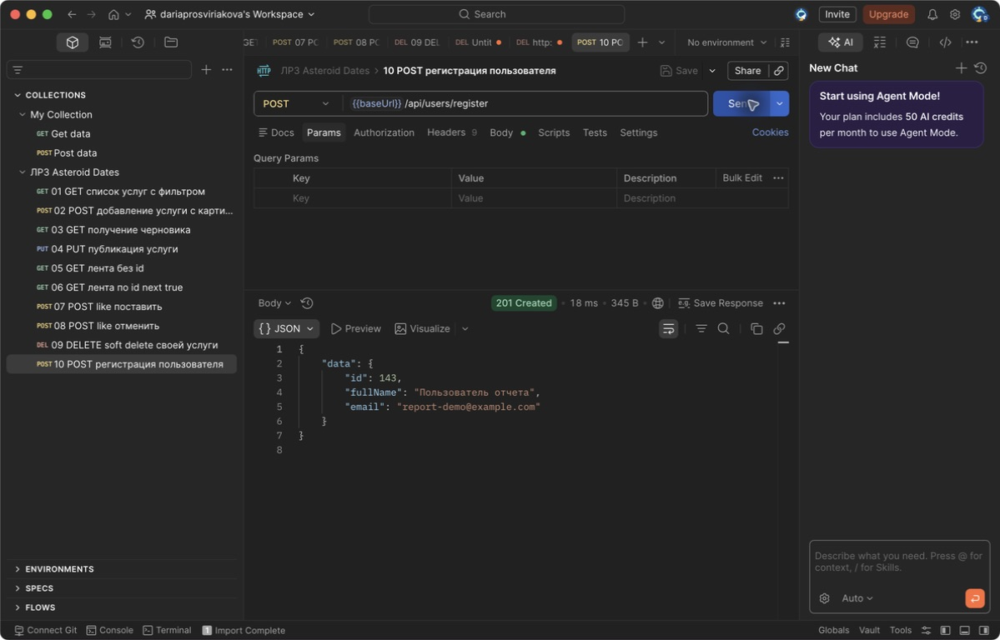 dariaprosviriakova's Workspace
Search
Invite
Upgrade
GET
POST 07 PC
POST 08 PC
DEL 09 DEL
DEL Untit
DEL http:
POST 10 PC
No environment
AI
ЛР3 Asteroid Dates > 10 POST регистрация пользователя
Save
Share
New Chat
POST
{{baseUrl}} /api/users/register
Send
Start using Agent Mode!
Your plan includes 50 AI credits
per month to use Agent Mode.
Docs
Params
Authorization
Headers 9
Body
Scripts
Tests
Settings
Cookies
Query Params
Key
Value
Description
Bulk Edit
Key
Value
Description
COLLECTIONS
My Collection
GET Get data
POST Post data
ЛР3 Asteroid Dates
GET 01 GET список услуг с фильтром
POST 02 POST добавление услуги с карти...
GET 03 GET получение черновика
PUT 04 PUT публикация услуги
GET 05 GET лента без id
GET 06 GET лента по id next true
POST 07 POST like поставить
POST 08 POST like отменить
DEL 09 DELETE soft delete своей услуги
POST 10 POST регистрация пользователя
Body
201 Created
18 ms
345 B
e.g. Save Response
{} JSON
Preview
Visualize
1 {
2 "data": {
3 "id": 143,
4 "fullName": "Пользователь отчета",
5 "email": "report-demo@example.com"
6 }
7 }
8
ENVIRONMENTS
SPECS
FLOWS
Describe what you need. Press @ for
context, / for Skills.
Auto
Connect Git
Console
Terminal
1 Import Complete
Globals
Vault
Tools